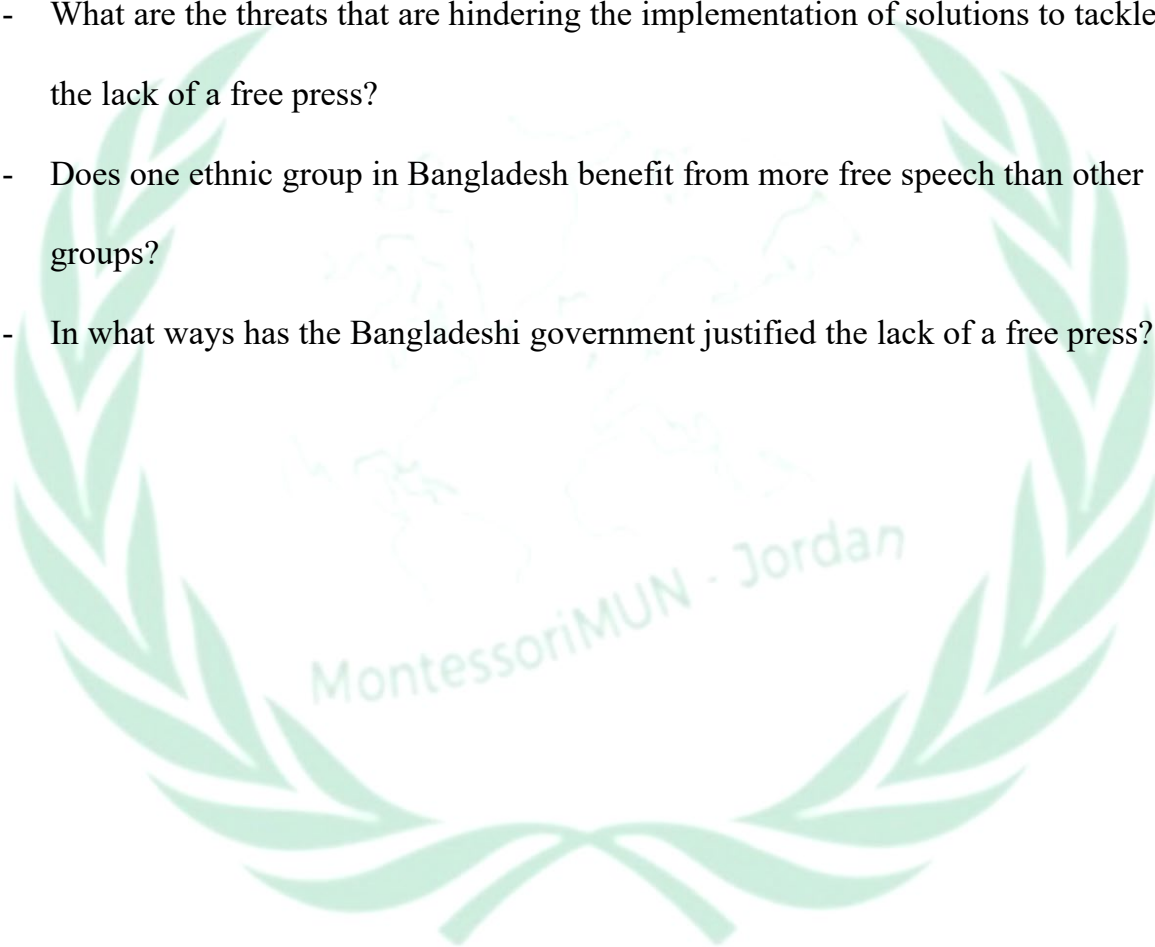 - What are the threats that are hindering the implementation of solutions to tackle
the lack of a free press?
- Does one ethnic group in Bangladesh benefit from more free speech than other
groups?
- In what ways has the Bangladeshi government justified the lack of a free press?
MontessoriMUN - Jordan